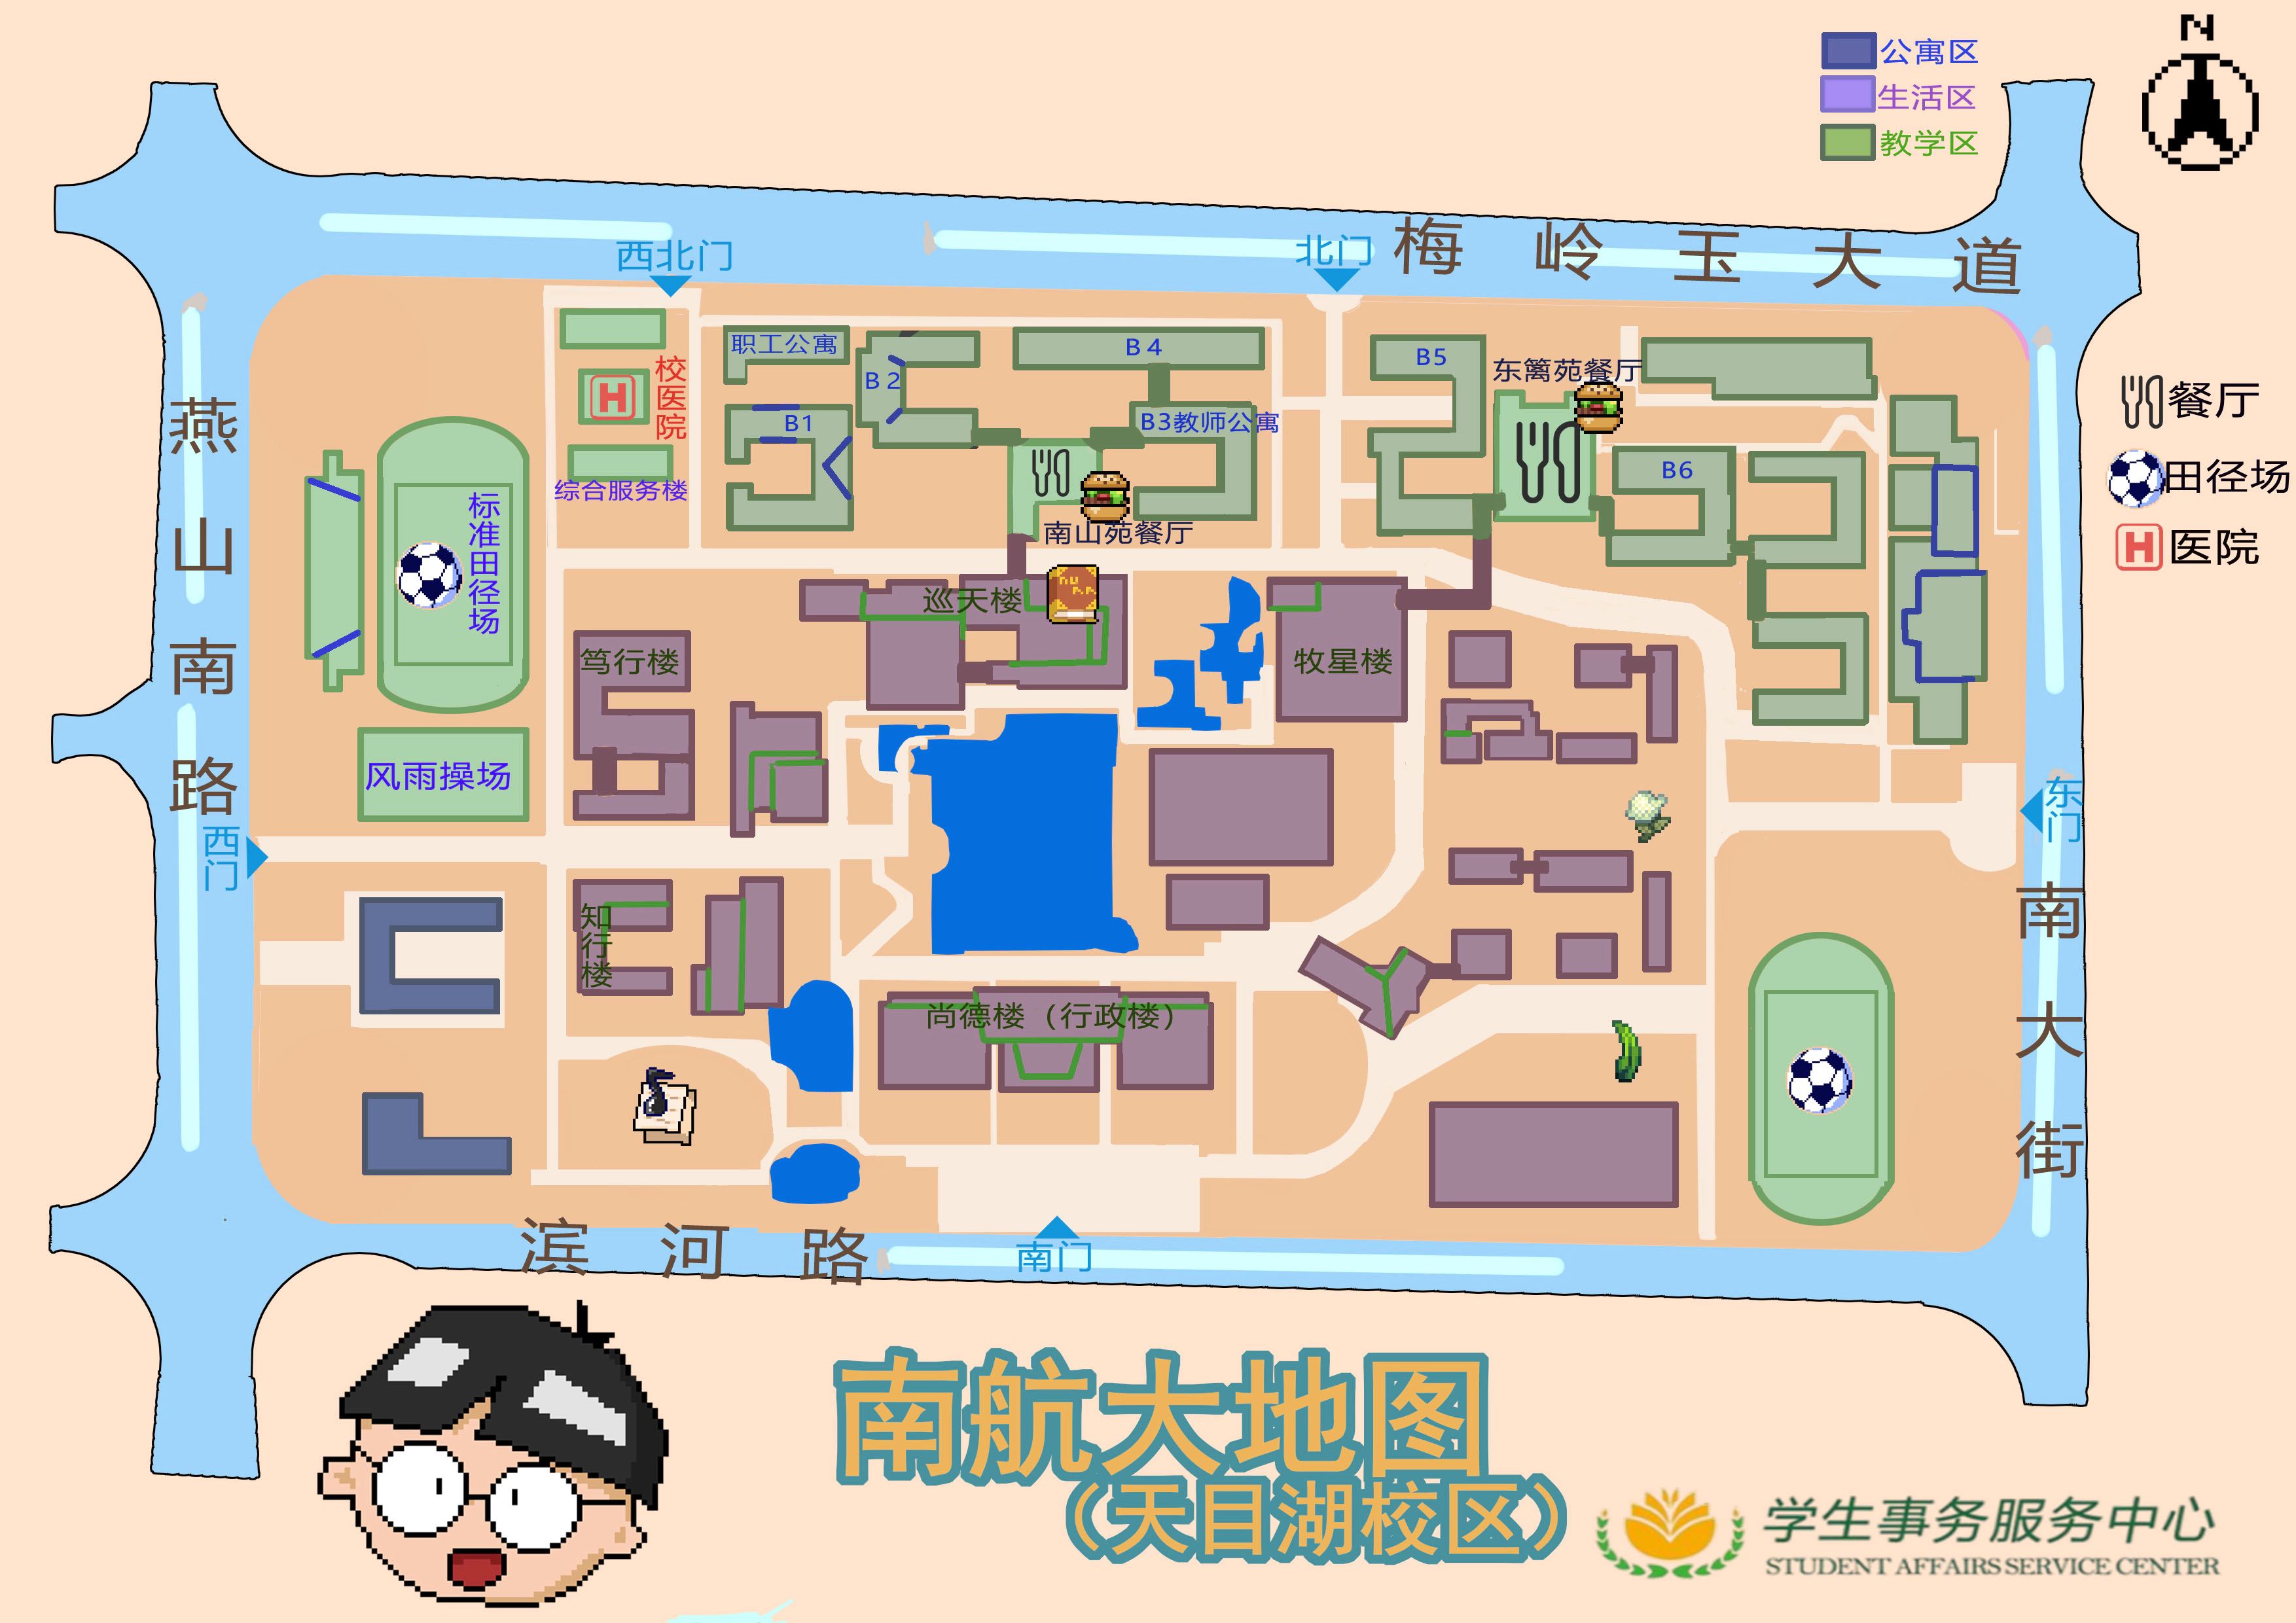 N
公寓区
生活区
教学区
餐厅
田径场
医院
梅岭玉大道
西北门
北门
燕山南路
职工公寓
B2
B4
B5
东篱苑餐厅
校医院
H
B1
B3教师公寓
B6
综合服务楼
标准田径场
南山苑餐厅
巡天楼
笃行楼
牧星楼
风雨操场
西门
东门
南大街
知行楼
尚德楼（行政楼）
滨河路
南门
南航大地图
（天目湖校区）
学生事务服务中心
STUDENT AFFAIRS SERVICE CENTER